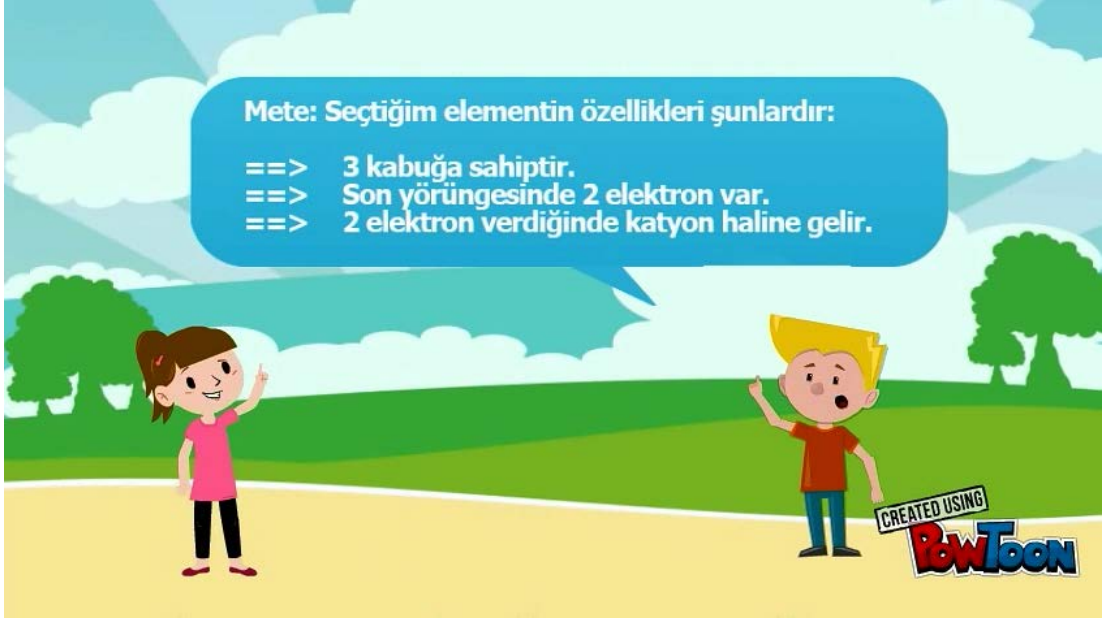 Mete: Seçtiğim elementin özellikleri şunlardır:
==> 3 kabuğa sahiptir.
==> Son yörüngesinde 2 elektron var.
==> 2 elektron verdiğinde katyon haline gelir.
CREATED USING
POWTOON